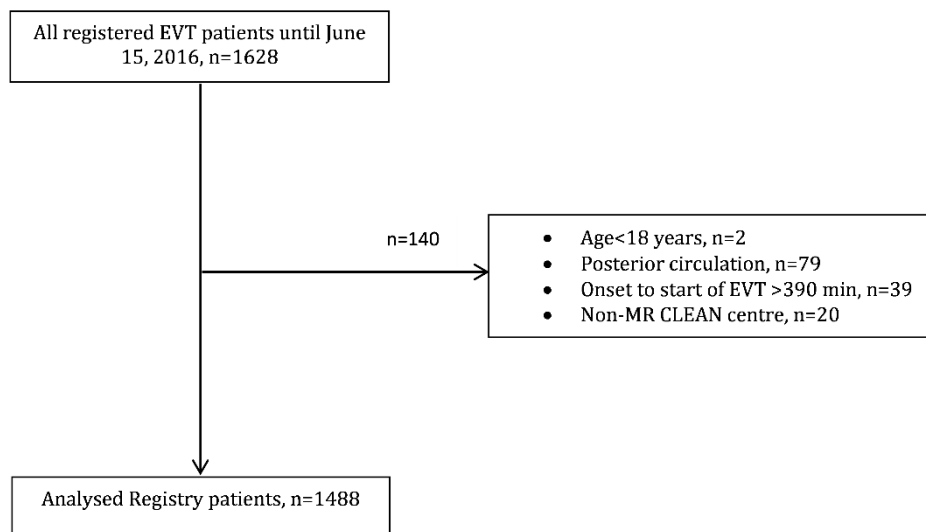 All registered EVT patients until June
15, 2016, n=1628
n=140
• Age<18 years, n=2
• Posterior circulation, n=79
• Onset to start of EVT >390 min, n=39
• Non-MR CLEAN centre, n=20
Analysed Registry patients, n=1488